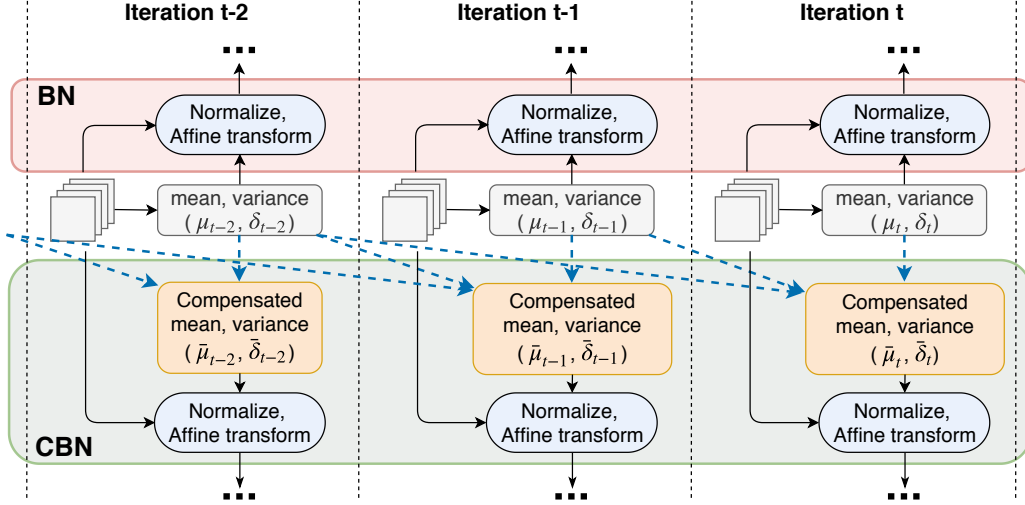 Iteration t-2
Iteration t-1
Iteration t
...
...
...
BN
Normalize,
Affine transform
Normalize,
Affine transform
Normalize,
Affine transform
mean, variance
( μₜ₋₂, δₜ₋₂)
mean, variance
( μₜ₋₁, δₜ₋₁)
mean, variance
( μₜ, δₜ)
Compensated
mean, variance
( μ̄ₜ₋₂, δ̄ₜ₋₂)
Compensated
mean, variance
( μ̄ₜ₋₁, δ̄ₜ₋₁)
Compensated
mean, variance
( μ̄ₜ, δ̄ₜ)
Normalize,
Affine transform
Normalize,
Affine transform
Normalize,
Affine transform
CBN
...
...
...